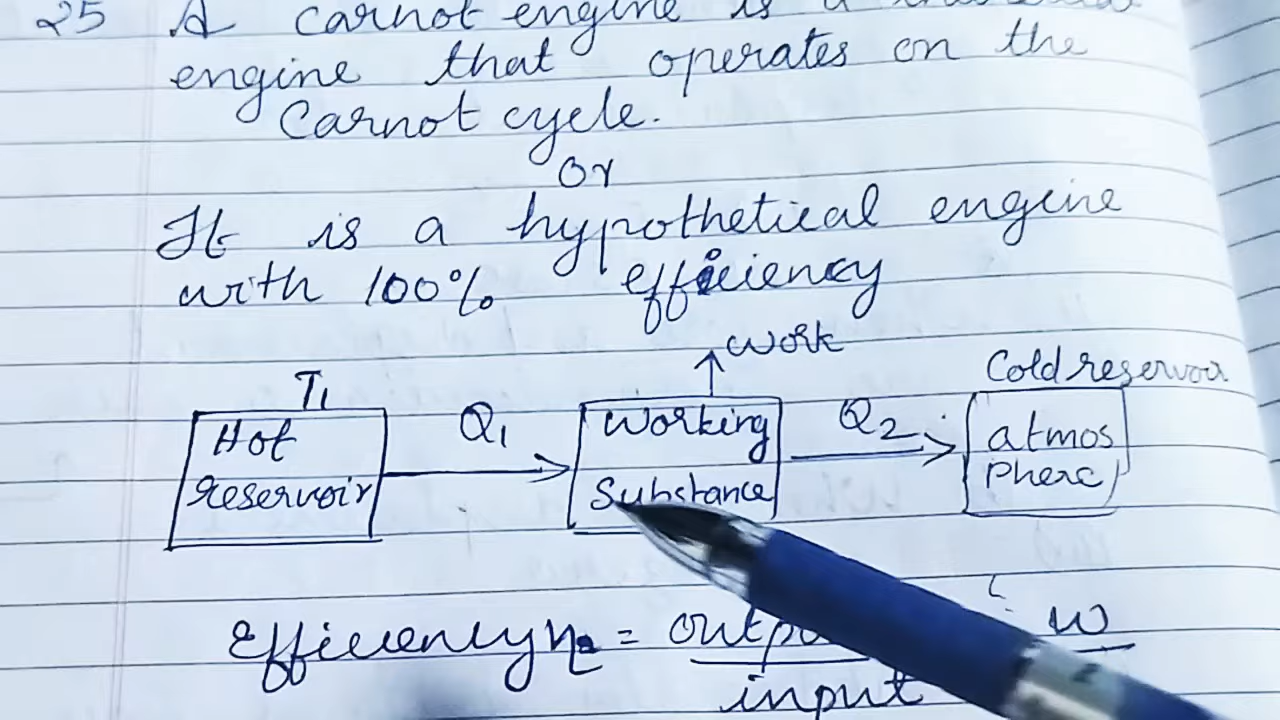 25 A carnot engine is a
engine that operates on the
Carnot cycle.
Or
It is a hypothetical engine
with 100% efficiency
Work
Cold reservoir
T1
Q1
Q2
Hot
reservoir
Working
Substance
atmos
Phere
Efficiency η = outpu
w
input